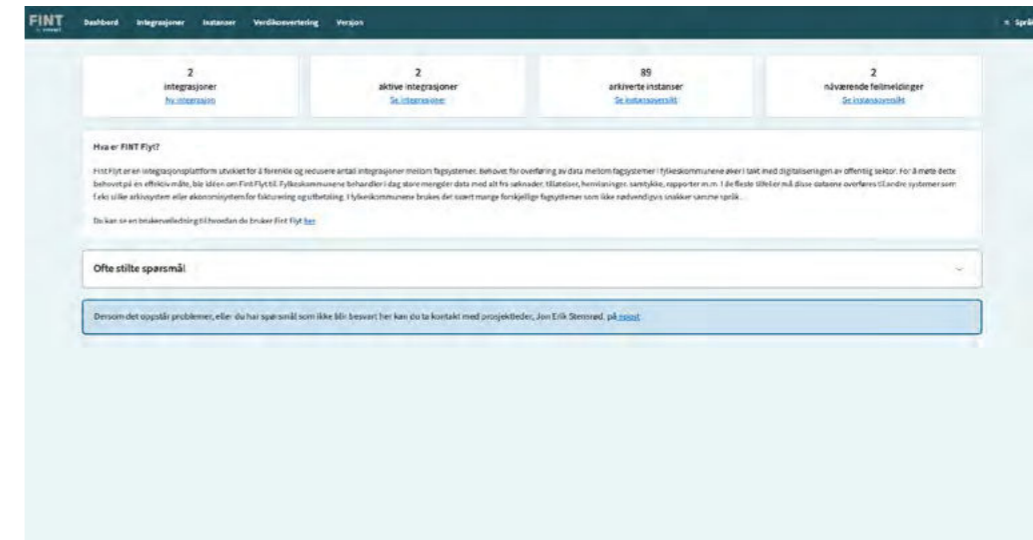 FINT
Dashbord Integrasjoner Instanser Verdikonvertering Versjon
Språk
2
integrasjoner
Ny integrasjon
2
aktive integrasjoner
Se integrasjoner
89
arkiverte instanser
Se instansoversikt
2
nåværende feilmeldinger
Se instansoversikt
Hva er FINT Flyt?
Fint Flyt er en integrasjonsplattform utviklet for å forenkle og redusere antall integrasjoner mellom fagsystemer. Behovet for overføring av data mellom fagsystemer i fylkeskommunene øker i takt med digitaliseringen av offentlig sektor. For å møte dette
behovet på en effektiv måte, ble idéen om Fint Flyt til. Fylkeskommunene behandler i dag store mengder data med alt fra søknader, tillatelser, henvisninger, samtykke, rapporter m.m. I de fleste tilfeller må disse dataene overføres til andre systemer som
f.eks ulike arkivsystem eller økonomisystem for fakturering og utbetaling. I fylkeskommunene brukes det svært mange forskjellige fagsystemer som ikke nødvendigvis snakker samme språk.
Du kan se en brukerveiledning til hvordan du bruker Fint Flyt her
Ofte stilte spørsmål
Dersom det oppstår problemer, eller du har spørsmål som ikke blir besvart her kan du ta kontakt med prosjektleder, Jon Erik Stensrød, på epost